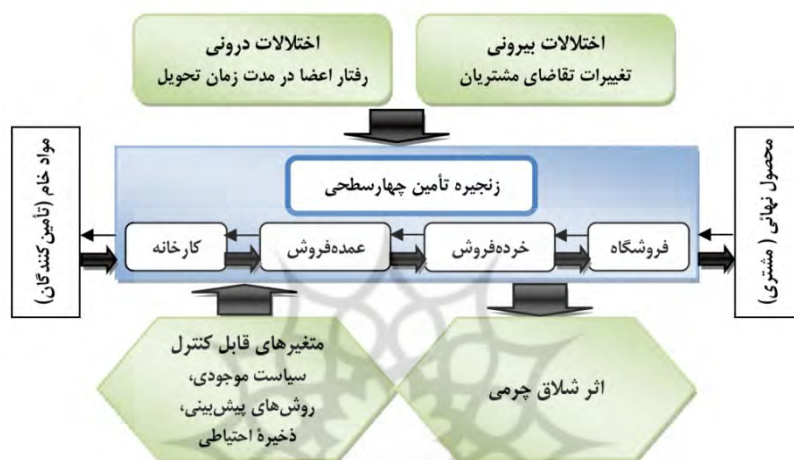 اختلالات بیرونی
تغییرات تقاضای مشتریان
اختلالات درونی
رفتار اعضا در مدت زمان تحویل
محصول نهائی ( مشتری)
زنجیره تأمین چهارسطحی
فروشگاه
خرده‌فروش
عمده‌فروش
کارخانه
مواد خام (تأمین‌کنندگان)
اثر شلاق چرمی
متغیرهای قابل کنترل
سیاست موجودی،
روش‌های پیش‌بینی،
ذخیرۀ احتیاطی